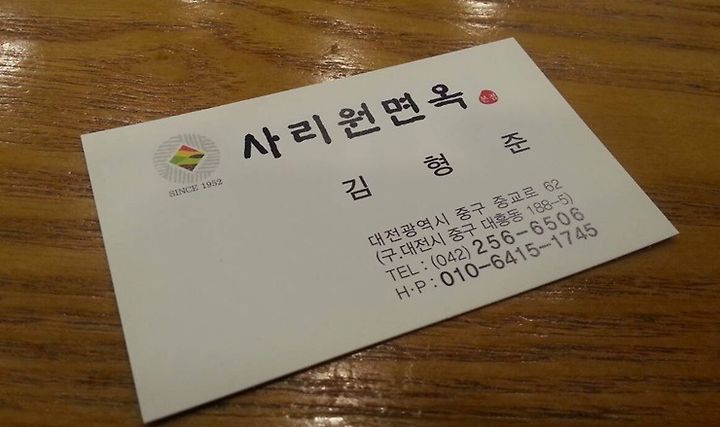 사리원면옥 본점
SINCE 1952
김 형 준
대전광역시 중구 중교로 62
(구.대전시 중구 대흥동 188-5)
TEL : (042) 256-6506
H·P : 010-6415-1745